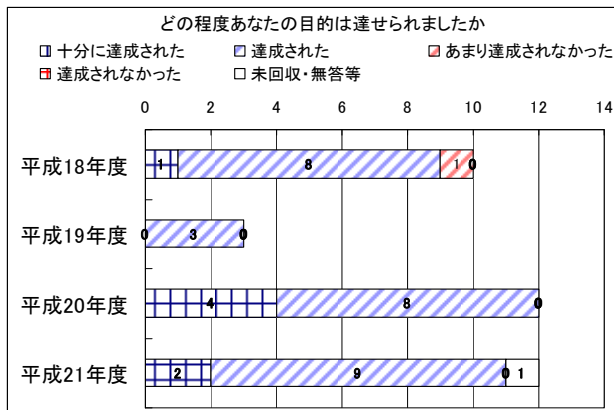 どの程度あなたの目的は達せられましたか
十分に達成された 達成された あまり達成されなかった
達成されなかった 未回収・無答等
0 2 4 6 8 10 12 14
平成18年度 1 8 1 0
平成19年度 0 3 0
平成20年度 4 8 0
平成21年度 2 9 0 1